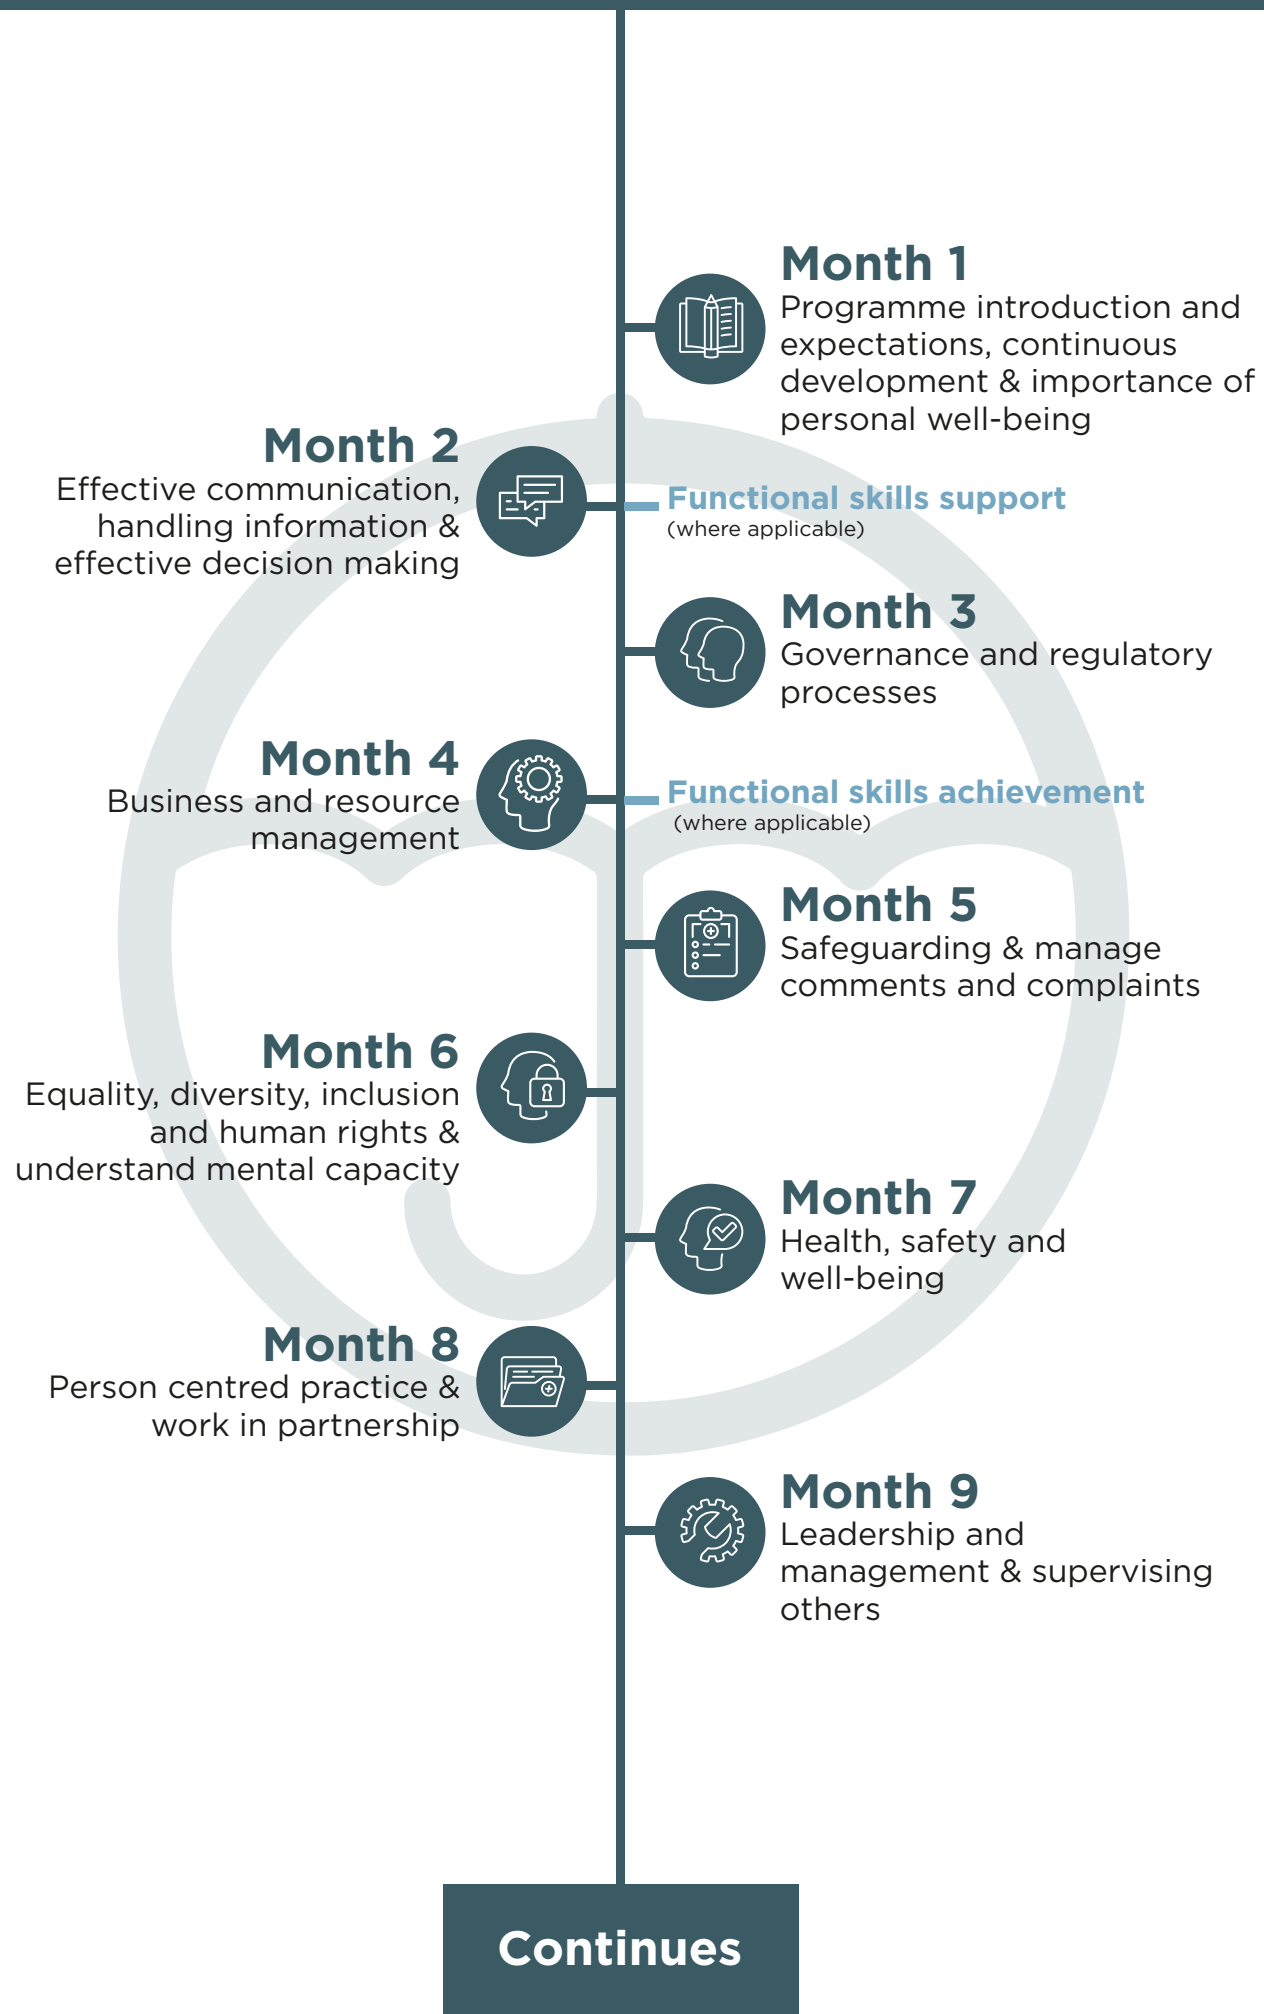 Month 1
Programme introduction and
expectations, continuous
development & importance of
personal well-being
Month 2
Effective communication,
handling information &
effective decision making
Functional skills support
(where applicable)
Month 3
Governance and regulatory
processes
Month 4
Business and resource
management
Functional skills achievement
(where applicable)
Month 5
Safeguarding & manage
comments and complaints
Month 6
Equality, diversity, inclusion
and human rights &
understand mental capacity
Month 7
Health, safety and
well-being
Month 8
Person centred practice &
work in partnership
Month 9
Leadership and
management & supervising
others
Continues